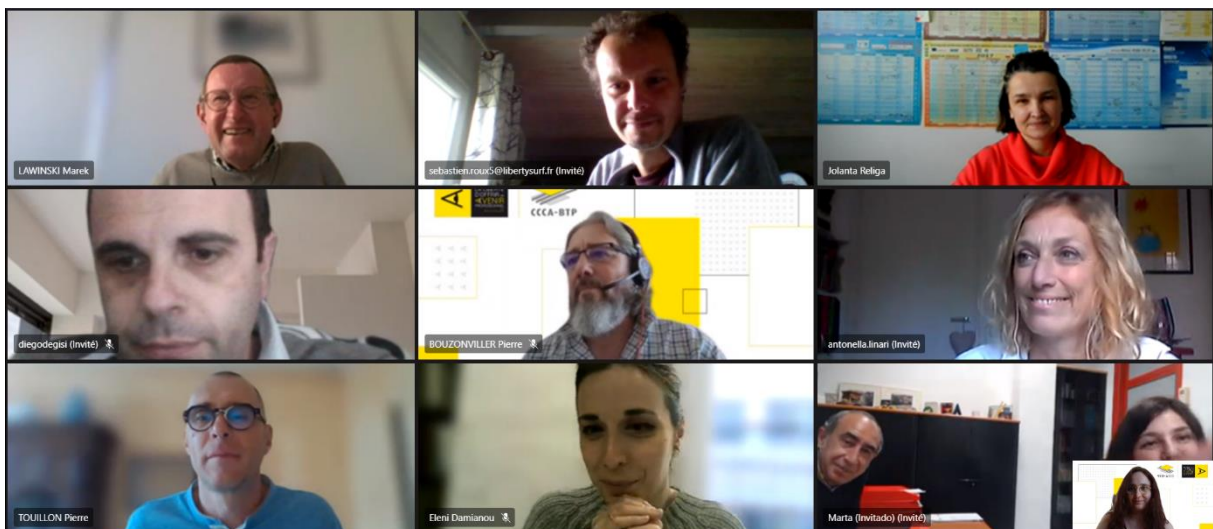 LAWINSKI Marek
sebastien.roux5@libertysurf.fr (Invité)
Jolanta Religa
diegodegisi (Invité)
CCCA-BTP
BOUZONVILLER Pierre
antonella.linari (Invité)
TOUILLON Pierre
Eleni Damianou
Marta (Invitado) (Invité)